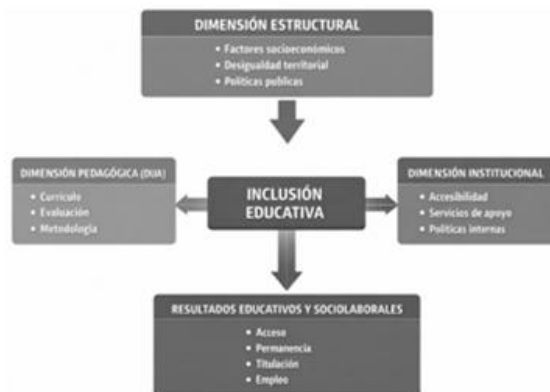 DIMENSIÓN ESTRUCTURAL
• Factores socioeconómicos
• Desigualdad territorial
• Políticas publicas
DIMENSIÓN PEDAGÓGICA (DUA)
• Currículo
• Evaluación
• Metodología
INCLUSIÓN
EDUCATIVA
DIMENSIÓN INSTITUCIONAL
• Accesibilidad
• Servicios de apoyo
• Políticas internas
RESULTADOS EDUCATIVOS Y SOCIOLABORALES
• Acceso
• Permanencia
• Titulación
• Empleo